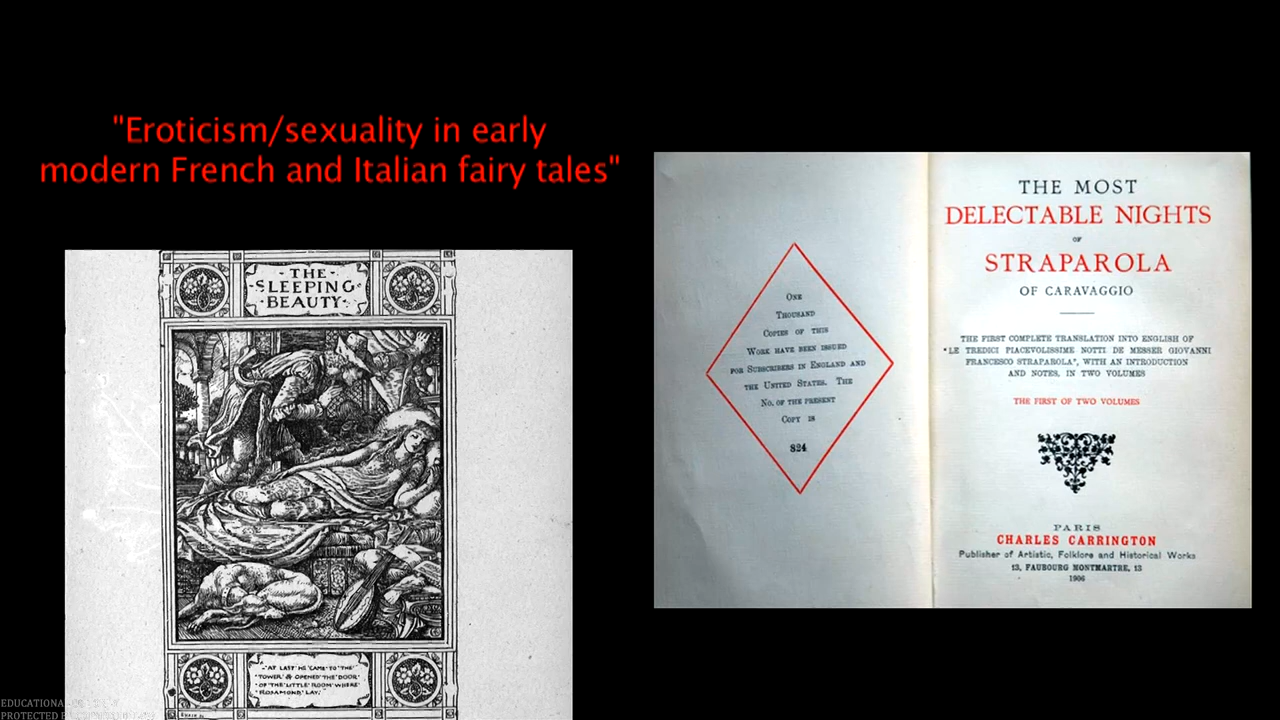 "Eroticism/sexuality in early
modern French and Italian fairy tales"
THE
SLEEPING
BEAUTY
"AT LAST HE CAME TO THE
TOWER & OPENED THE DOOR
OF THE LITTLE ROOM WHERE
ROSAMOND LAY."
ONE
THOUSAND
COPIES OF THIS
WORK HAVE BEEN ISSUED
FOR SUBSCRIBERS IN ENGLAND AND
THE UNITED STATES. THE
NO. OF THE PRESENT
COPY IS
824
THE MOST
DELECTABLE NIGHTS
OF
STRAPAROLA
OF CARAVAGGIO
THE FIRST COMPLETE TRANSLATION INTO ENGLISH OF
"LE TREDICI PIACEVOLISSIME NOTTI DE MESSER GIOVANNI
FRANCESCO STRAPAROLA", WITH AN INTRODUCTION
AND NOTES, IN TWO VOLUMES
THE FIRST OF TWO VOLUMES
PARIS
CHARLES CARRINGTON
Publisher of Artistic, Folklore and Historical Works
13, FAUBOURG MONTMARTRE, 13
1906
EDUCATIONAL
PROTECTED